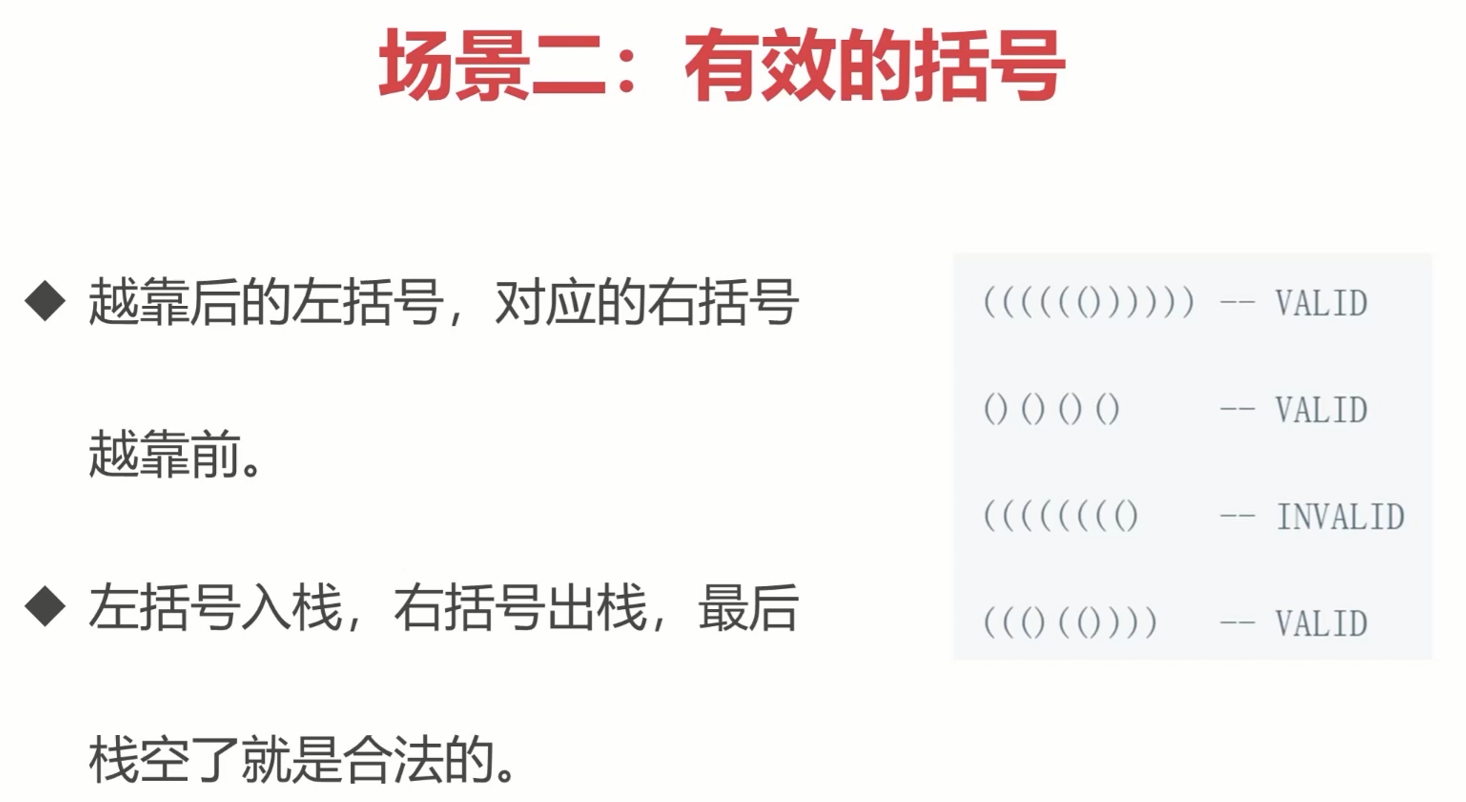 场景二：有效的括号
◆ 越靠后的左括号，对应的右括号
越靠前。
◆ 左括号入栈，右括号出栈，最后
栈空了就是合法的。
(((((()))))) -- VALID
()()()() -- VALID
(((((((() -- INVALID
((()(()))) -- VALID